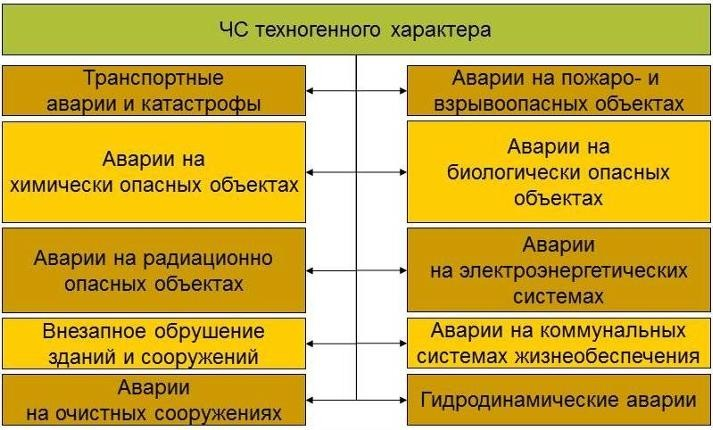 ЧС техногенного характера
Транспортные
аварии и катастрофы
Аварии на пожаро- и
взрывоопасных объектах
Аварии на
химически опасных объектах
Аварии на
биологически опасных
объектах
Аварии на радиационно
опасных объектах
Аварии
на электроэнергетических
системах
Внезапное обрушение
зданий и сооружений
Аварии на коммунальных
системах жизнеобеспечения
Аварии
на очистных сооружениях
Гидродинамические аварии